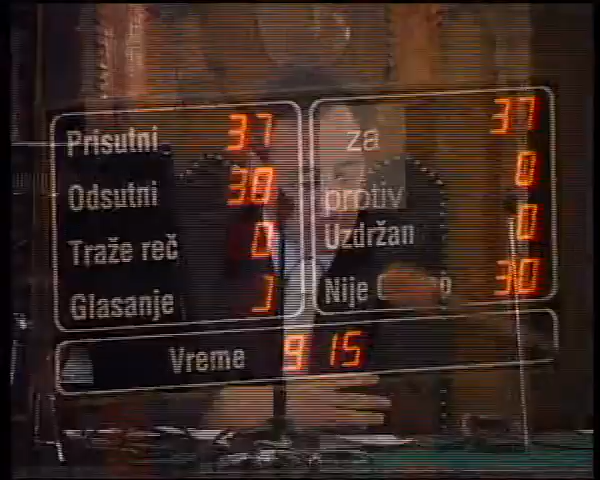 Prisutni 37
Odsutni 30
Traže reč 0
Glasanje
za 37
protiv 0
Uzdržan 0
Nije 30
Vreme 9 15